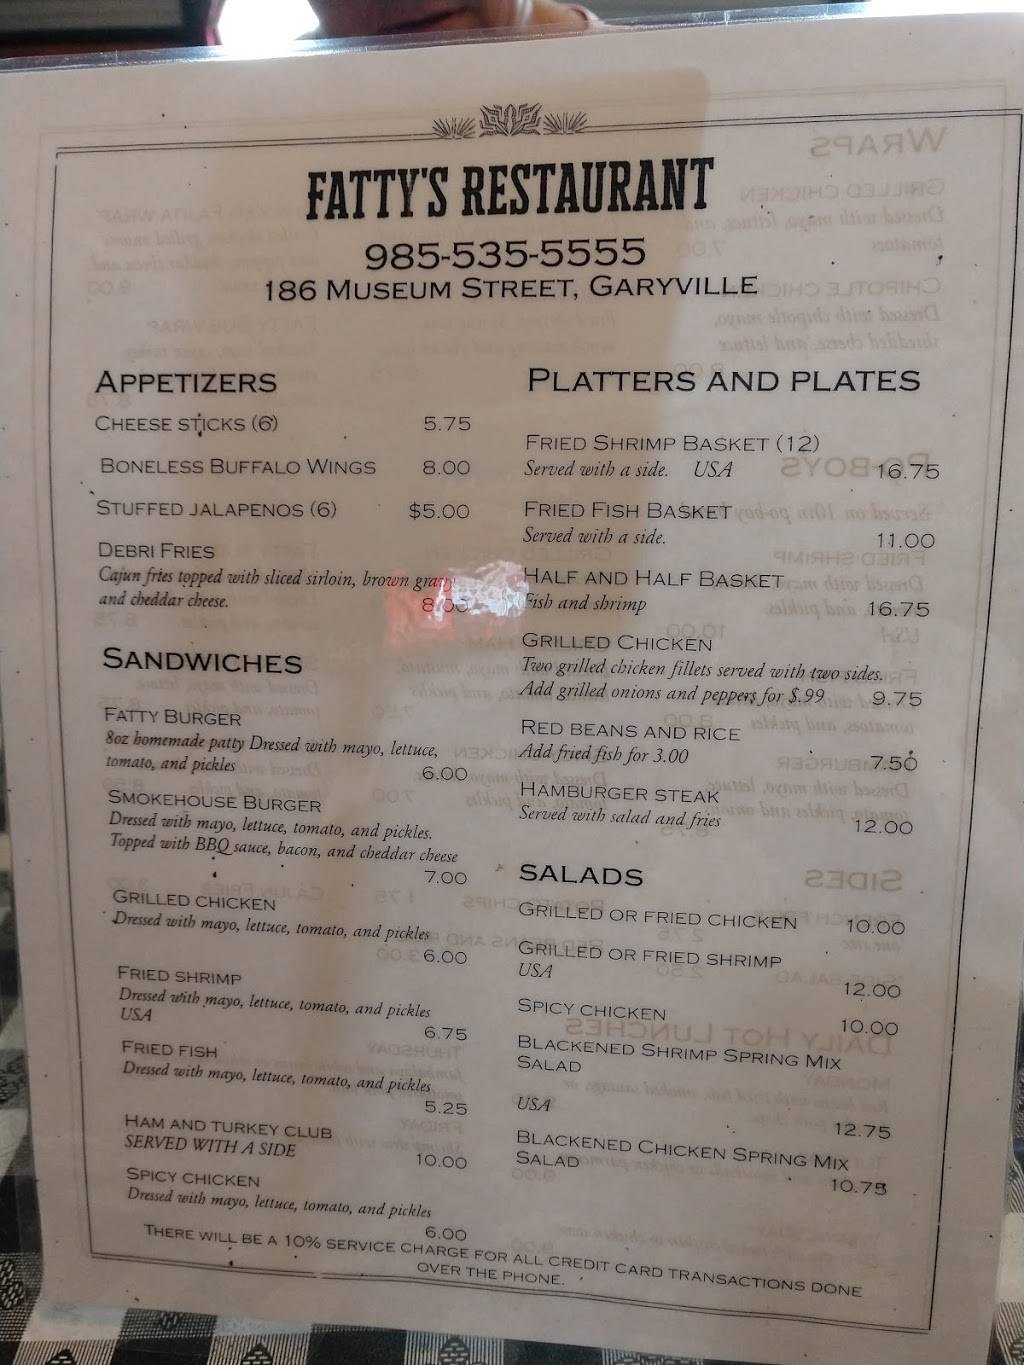 FATTY'S RESTAURANT
985-535-5555
186 MUSEUM STREET, GARYVILLE
APPETIZERS
CHEESE STICKS (6) 5.75
BONELESS BUFFALO WINGS 8.00
STUFFED JALAPENOS (6) $5.00
DEBRI FRIES
Cajun fries topped with sliced sirloin, brown gravy
and cheddar cheese.
8.00
SANDWICHES
FATTY BURGER
8oz homemade patty Dressed with mayo, lettuce,
tomato, and pickles
6.00
SMOKEHOUSE BURGER
Dressed with mayo, lettuce, tomato, and pickles.
Topped with BBQ sauce, bacon, and cheddar cheese
7.00
GRILLED CHICKEN
Dressed with mayo, lettuce, tomato, and pickles
6.00
FRIED SHRIMP
Dressed with mayo, lettuce, tomato, and pickles
USA
6.75
FRIED FISH
Dressed with mayo, lettuce, tomato, and pickles
5.25
HAM AND TURKEY CLUB
SERVED WITH A SIDE
10.00
SPICY CHICKEN
Dressed with mayo, lettuce, tomato, and pickles
6.00
PLATTERS AND PLATES
FRIED SHRIMP BASKET (12)
Served with a side. USA 16.75
FRIED FISH BASKET
Served with a side.
11.00
HALF AND HALF BASKET
Fish and shrimp 16.75
GRILLED CHICKEN
Two grilled chicken fillets served with two sides.
Add grilled onions and peppers for $.99 9.75
RED BEANS AND RICE
Add fried fish for 3.00 7.50
HAMBURGER STEAK
Served with salad and fries 12.00
SALADS
GRILLED OR FRIED CHICKEN 10.00
GRILLED OR FRIED SHRIMP
USA
12.00
SPICY CHICKEN 10.00
BLACKENED SHRIMP SPRING MIX
SALAD
USA
12.75
BLACKENED CHICKEN SPRING MIX
SALAD
10.75
THERE WILL BE A 10% SERVICE CHARGE FOR ALL CREDIT CARD TRANSACTIONS DONE
OVER THE PHONE.